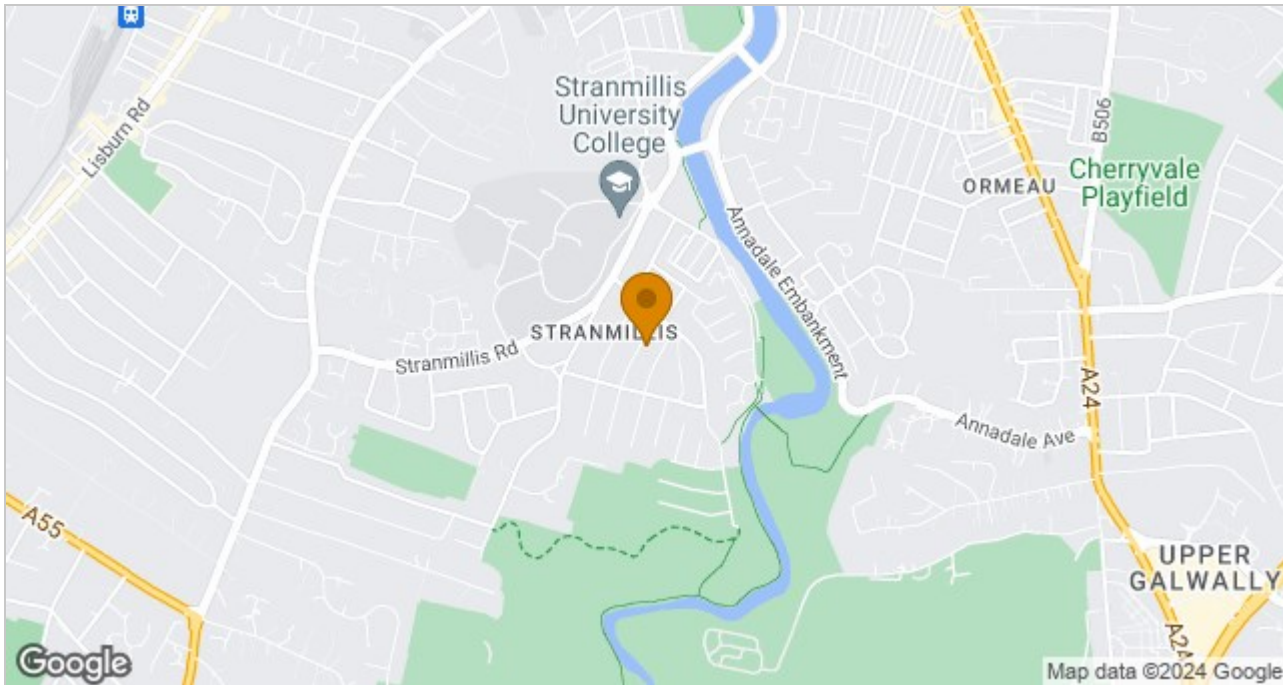 Stranmillis
University
College
Lisburn Rd
B506
Cherryvale
Playfield
ORMEAU
Annadale Embankment
STRANMILLIS
Stranmillis Rd
A24
Annadale Ave
A55
UPPER
GALWALLY
A24
Google
Map data ©2024 Google